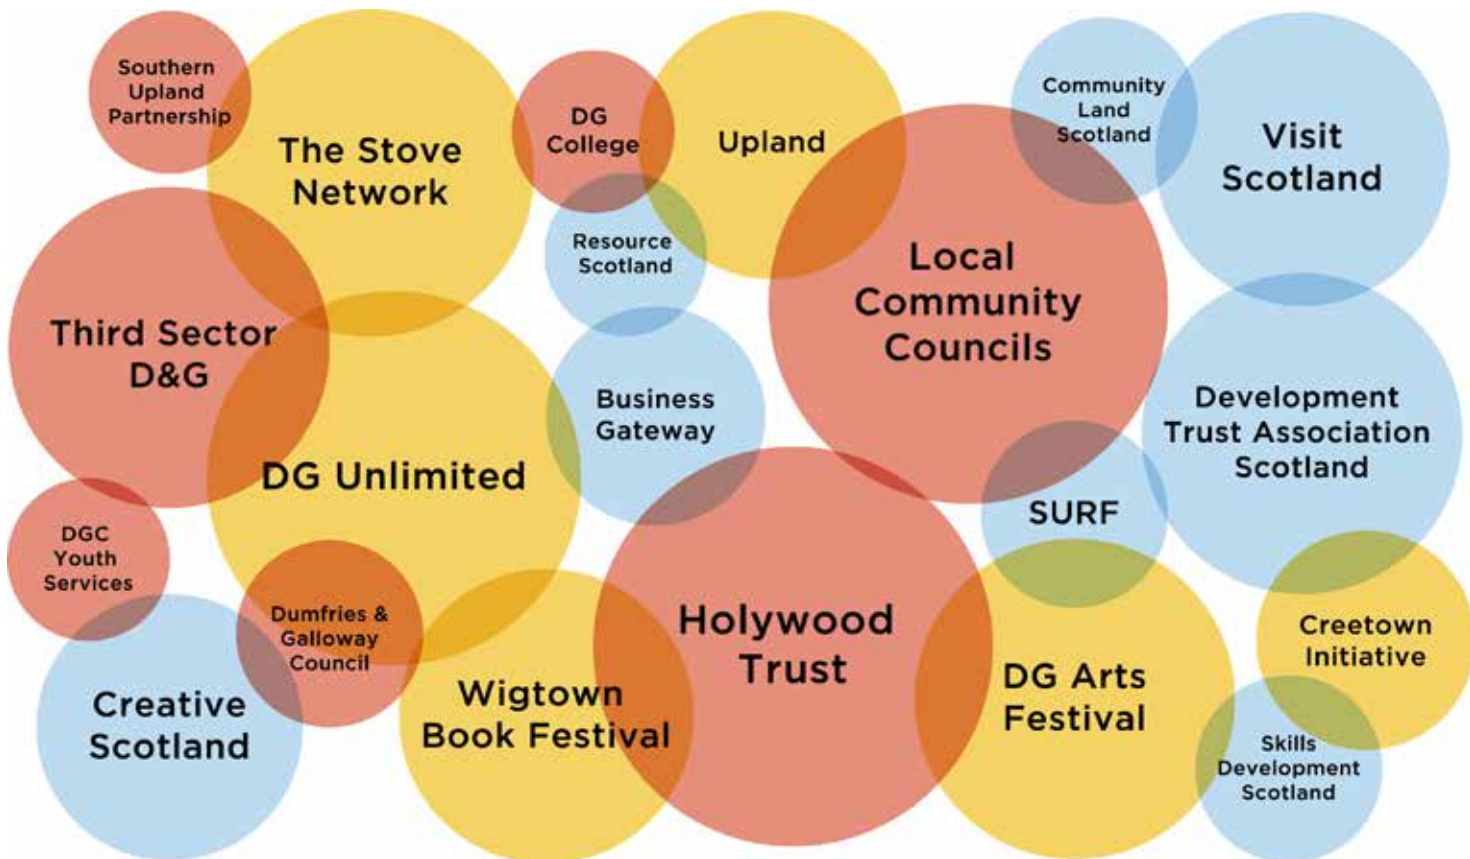 Southern
Upland
Partnership
The Stove
Network
DG
College
Upland
Community
Land
Scotland
Visit
Scotland
Resource
Scotland
Local
Community
Councils
Third Sector
D&G
Business
Gateway
Development
Trust Association
Scotland
DG Unlimited
SURF
DGC
Youth
Services
Dumfries &
Galloway
Council
Holywood
Trust
Creetown
Initiative
Creative
Scotland
Wigtown
Book Festival
DG Arts
Festival
Skills
Development
Scotland